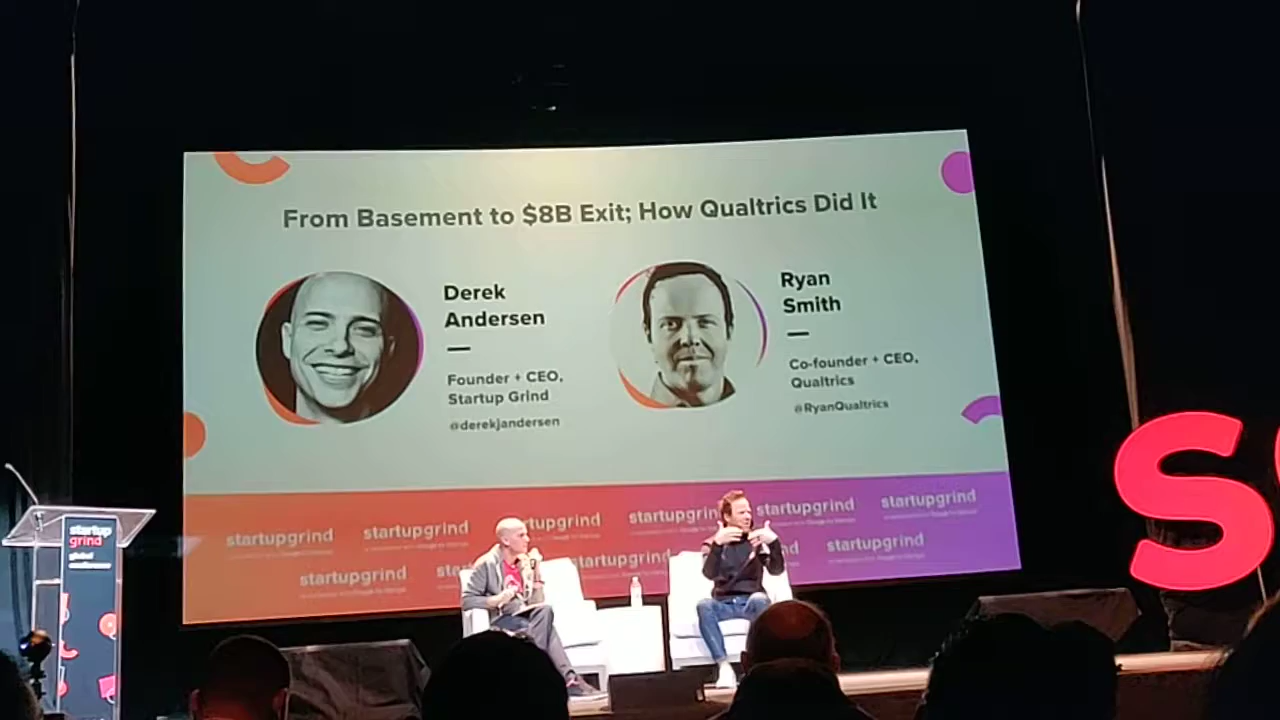 From Basement to $8B Exit; How Qualtrics Did It
Derek
Andersen
Founder + CEO,
Startup Grind
@derekjandersen
Ryan
Smith
Co-founder + CEO,
Qualtrics
@RyanQualtrics
startupgrind
startupgrind
startupgrind
startupgrind
startupgrind
startupgrind
startupgrind
startupgrind
startup
grind
S